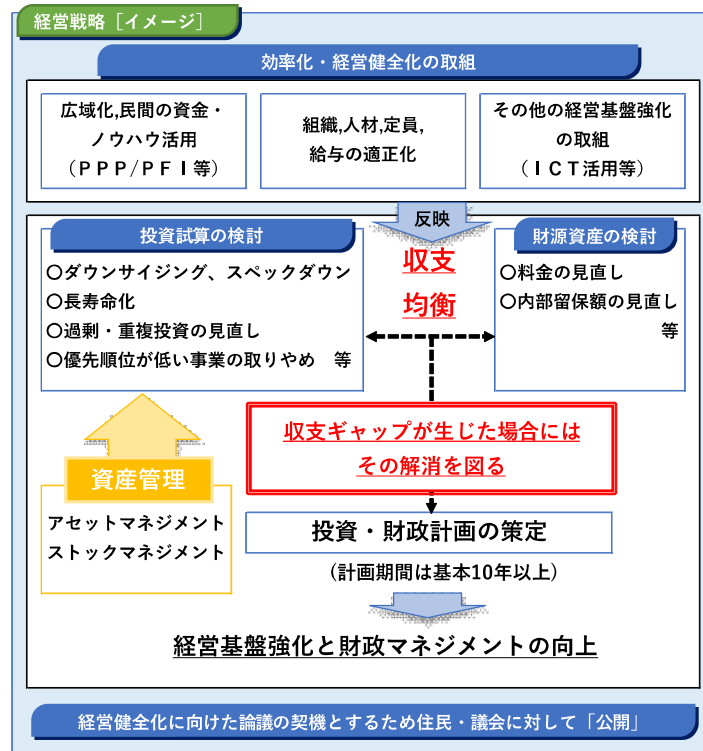 経営戦略［イメージ］
効率化・経営健全化の取組
広域化,民間の資金・
ノウハウ活用
（ＰＰＰ/ＰＦＩ等）
組織,人材,定員,
給与の適正化
その他の経営基盤強化
の取組
（ＩＣＴ活用等）
反映
投資試算の検討
〇ダウンサイジング、スペックダウン
〇長寿命化
〇過剰・重複投資の見直し
〇優先順位が低い事業の取りやめ　等
収支
均衡
財源資産の検討
〇料金の見直し
〇内部留保額の見直し
等
収支ギャップが生じた場合には
その解消を図る
資産管理
アセットマネジメント
ストックマネジメント
投資・財政計画の策定
(計画期間は基本10年以上)
経営基盤強化と財政マネジメントの向上
経営健全化に向けた論議の契機とするため住民・議会に対して「公開」